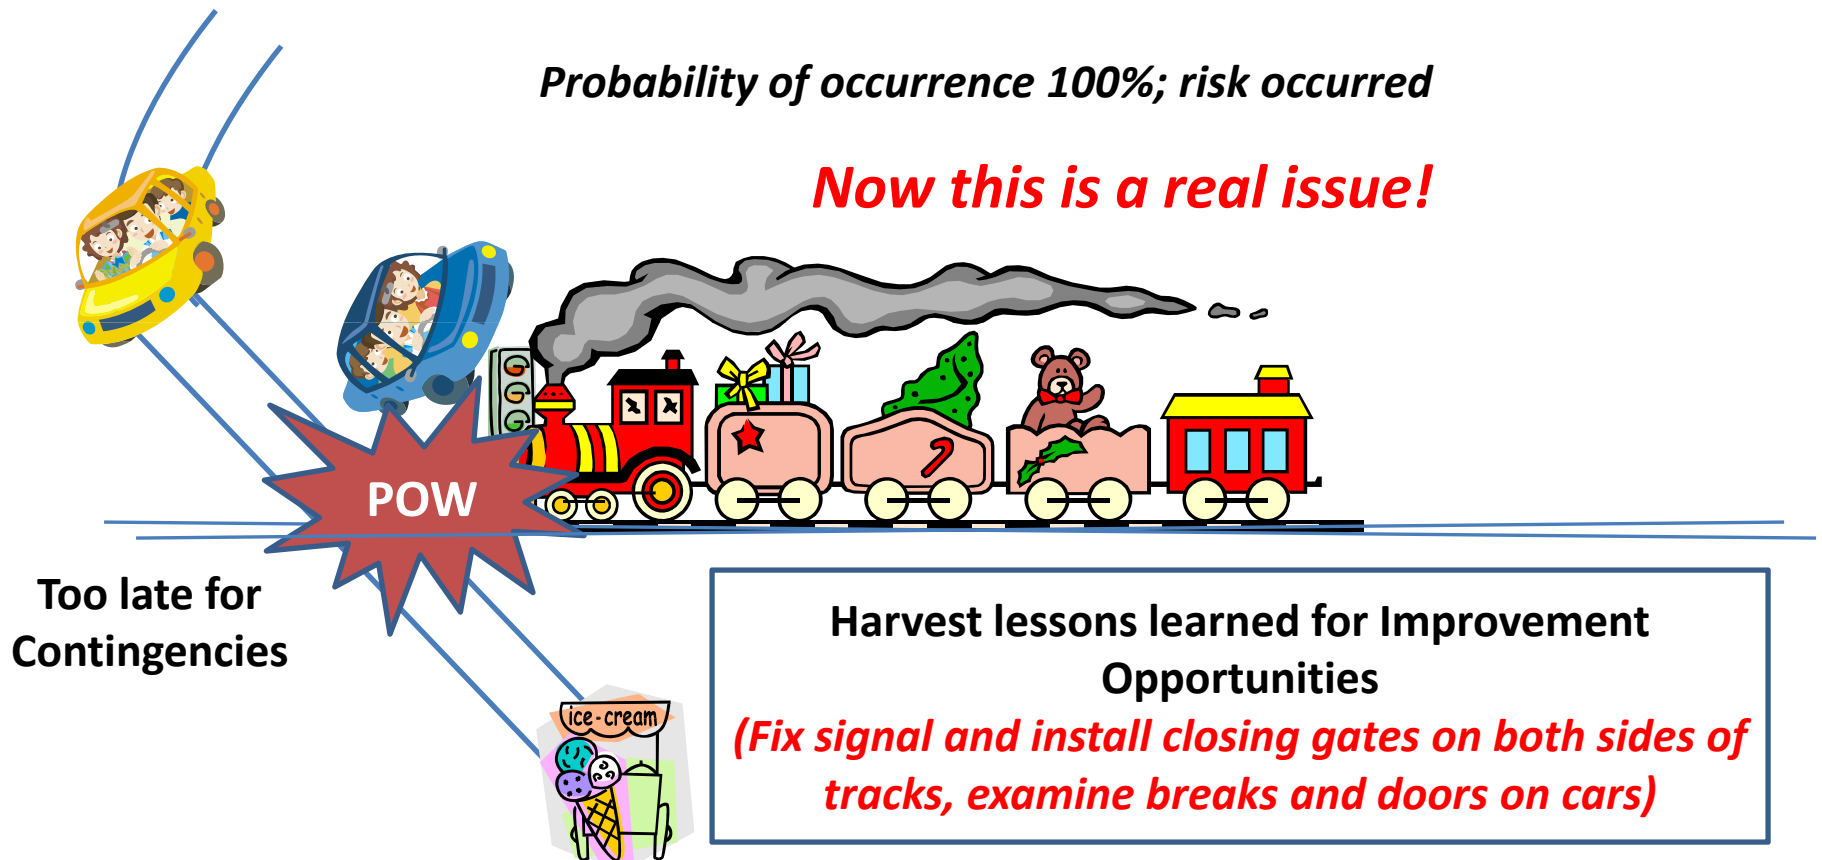 Probability of occurrence 100%; risk occurred
Now this is a real issue!
G
G
G
POW
Too late for
Contingencies
ice-cream
Harvest lessons learned for Improvement
Opportunities
(Fix signal and install closing gates on both sides of
tracks, examine breaks and doors on cars)